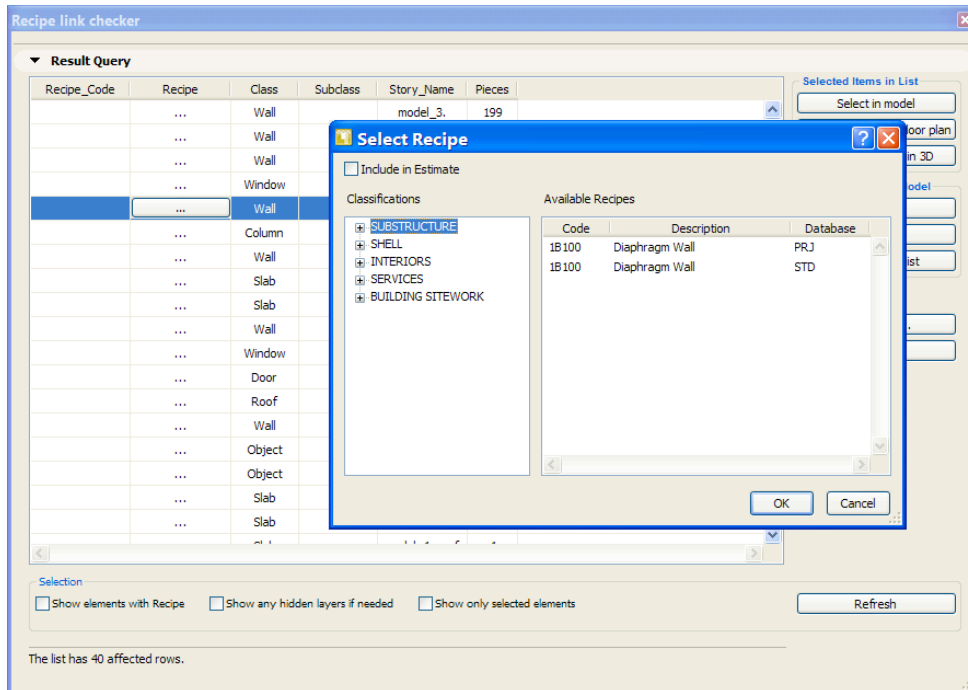 Recipe link checker
Result Query
Recipe_Code Recipe Class Subclass Story_Name Pieces
... Wall model_3. 199
... Wall
... Wall
... Window
... Wall
... Column
... Wall
... Slab
... Slab
... Wall
... Window
... Door
... Roof
... Wall
... Object
... Object
... Slab
... Slab
Selected Items in List
Select in model
oor plan
in 3D
odel
ist
.
Select Recipe
Include in Estimate
Classifications
SUBSTRUCTURE
SHELL
INTERIORS
SERVICES
BUILDING SITEWORK
Available Recipes
Code Description Database
1B100 Diaphragm Wall PRJ
1B100 Diaphragm Wall STD
OK Cancel
Selection
Show elements with Recipe Show any hidden layers if needed Show only selected elements
Refresh
The list has 40 affected rows.